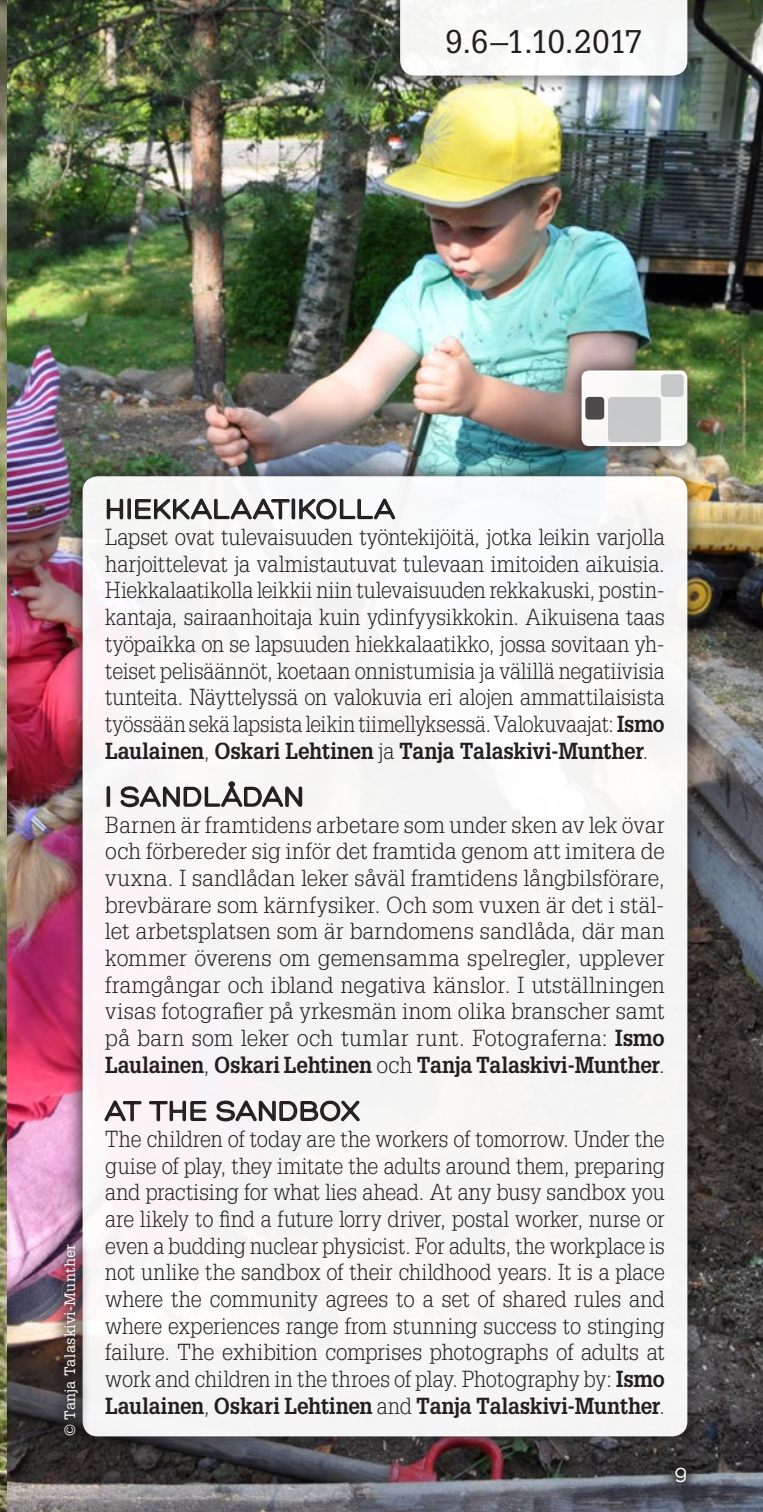 9.6–1.10.2017
HIEKKALAATIKOLLA
Lapset ovat tulevaisuuden työntekijöitä, jotka leikin varjolla
harjoittelevat ja valmistautuvat tulevaan imitoiden aikuisia.
Hiekkalaatikolla leikkii niin tulevaisuuden rekkakuski, postin-
kantaja, sairaanhoitaja kuin ydinfyysikkokin. Aikuisena taas
työpaikka on se lapsuuden hiekkalaatikko, jossa sovitaan yh-
teiset pelisäännöt, koetaan onnistumisia ja välillä negatiivisia
tunteita. Näyttelyssä on valokuvia eri alojen ammattilaisista
työssään sekä lapsista leikin tiimellyksessä. Valokuvaajat: Ismo
Laulainen, Oskari Lehtinen ja Tanja Talaskivi-Munther.
I SANDLÅDAN
Barnen är framtidens arbetare som under sken av lek övar
och förbereder sig inför det framtida genom att imitera de
vuxna. I sandlådan leker såväl framtidens långbilsförare,
brevbärare som kärnfysiker. Och som vuxen är det i stäl-
let arbetsplatsen som är barndomens sandlåda, där man
kommer överens om gemensamma spelregler, upplever
framgångar och ibland negativa känslor. I utställningen
visas fotografier på yrkesmän inom olika branscher samt
på barn som leker och tumlar runt. Fotograferna: Ismo
Laulainen, Oskari Lehtinen och Tanja Talaskivi-Munther.
AT THE SANDBOX
The children of today are the workers of tomorrow. Under the
guise of play, they imitate the adults around them, preparing
and practising for what lies ahead. At any busy sandbox you
are likely to find a future lorry driver, postal worker, nurse or
even a budding nuclear physicist. For adults, the workplace is
not unlike the sandbox of their childhood years. It is a place
where the community agrees to a set of shared rules and
where experiences range from stunning success to stinging
failure. The exhibition comprises photographs of adults at
work and children in the throes of play. Photography by: Ismo
Laulainen, Oskari Lehtinen and Tanja Talaskivi-Munther.
© Tanja Talaskivi-Munther
9